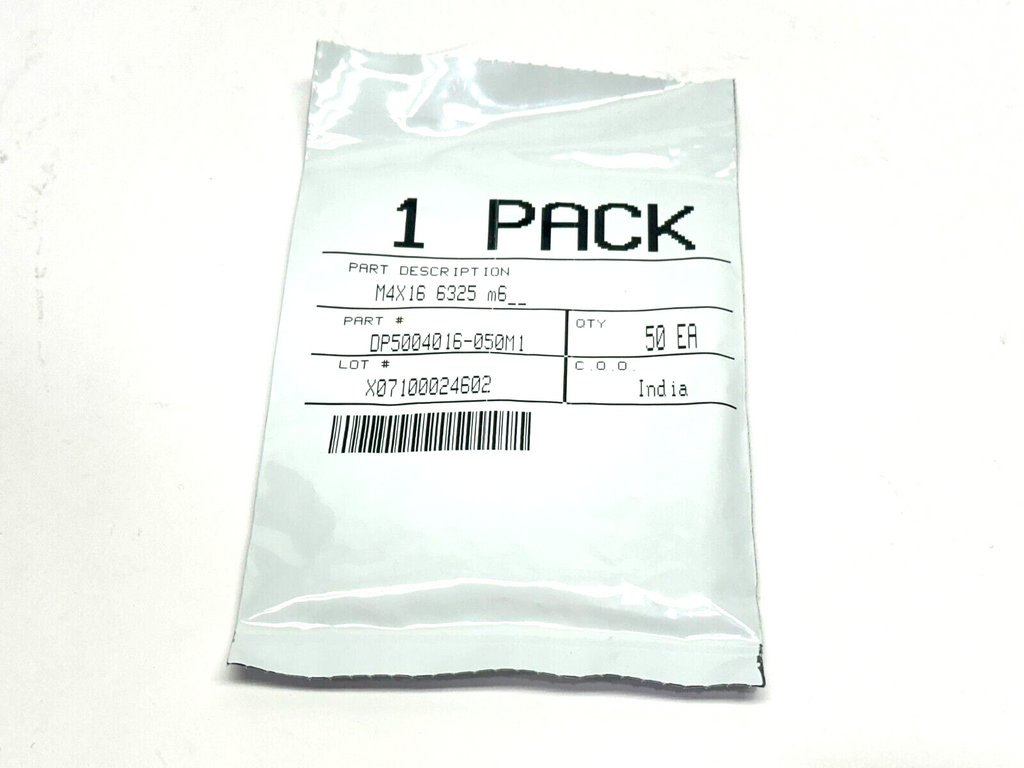 1 PACK
PART DESCRIPTION
M4X16 6325 m6__
PART #
DP5004016-050M1
QTY
50 EA
LOT #
X07100024602
C.O.O.
India